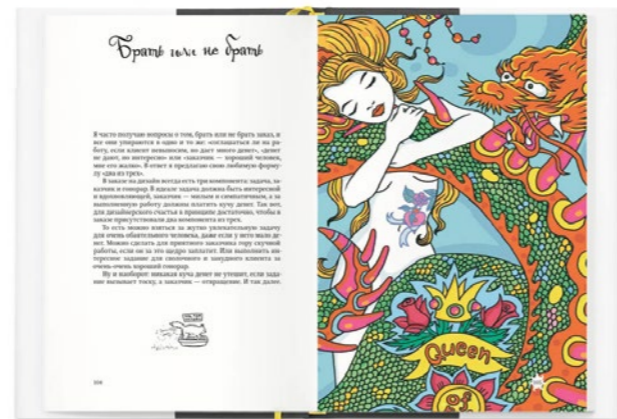 Брать или не брать
Я часто получаю вопросы о том, брать или не брать заказ, и
все они упираются в одно и то же: «соглашаться ли на ра-
боту, если клиент невыносим, но даст много денег», «денег
не дают, но интересно» или «заказчик — хороший человек,
мне его жалко». В ответ я предлагаю свою любимую форму-
лу «два из трех».
В заказе на дизайн всегда есть три компонента: задача, за-
казчик и гонорар. В идеале задача должна быть интересной
и вдохновляющей, заказчик — милым и симпатичным, а за
выполненную работу должны платить кучу денег. Так вот,
для дизайнерского счастья в принципе достаточно, чтобы в
заказе присутствовали два компонента из трех.
То есть можно взяться за жутко увлекательную задачу
для очень обаятельного человека, даже если у него мало де-
нег. Можно сделать для приятного заказчика гору скучной
работы, если он за это щедро заплатит. Или выполнить ин-
тересное задание для сволочного и занудного клиента за
очень-очень хороший гонорар.
Ну и наоборот: никакая куча денег не утешит, если зада-
ние вызывает тоску, а заказчик — отвращение. И так далее.
Queen
of